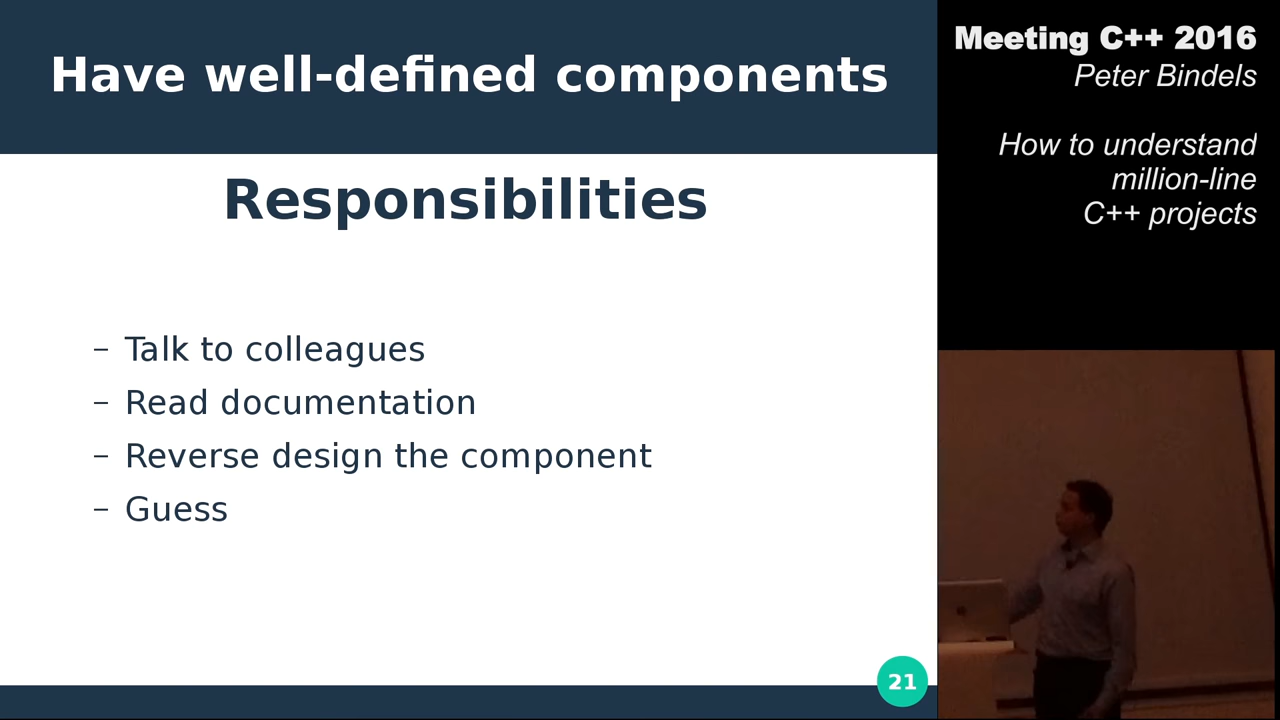 Have well-defined components
Responsibilities
– Talk to colleagues
– Read documentation
– Reverse design the component
– Guess
21
Meeting C++ 2016
Peter Bindels
How to understand
million-line
C++ projects